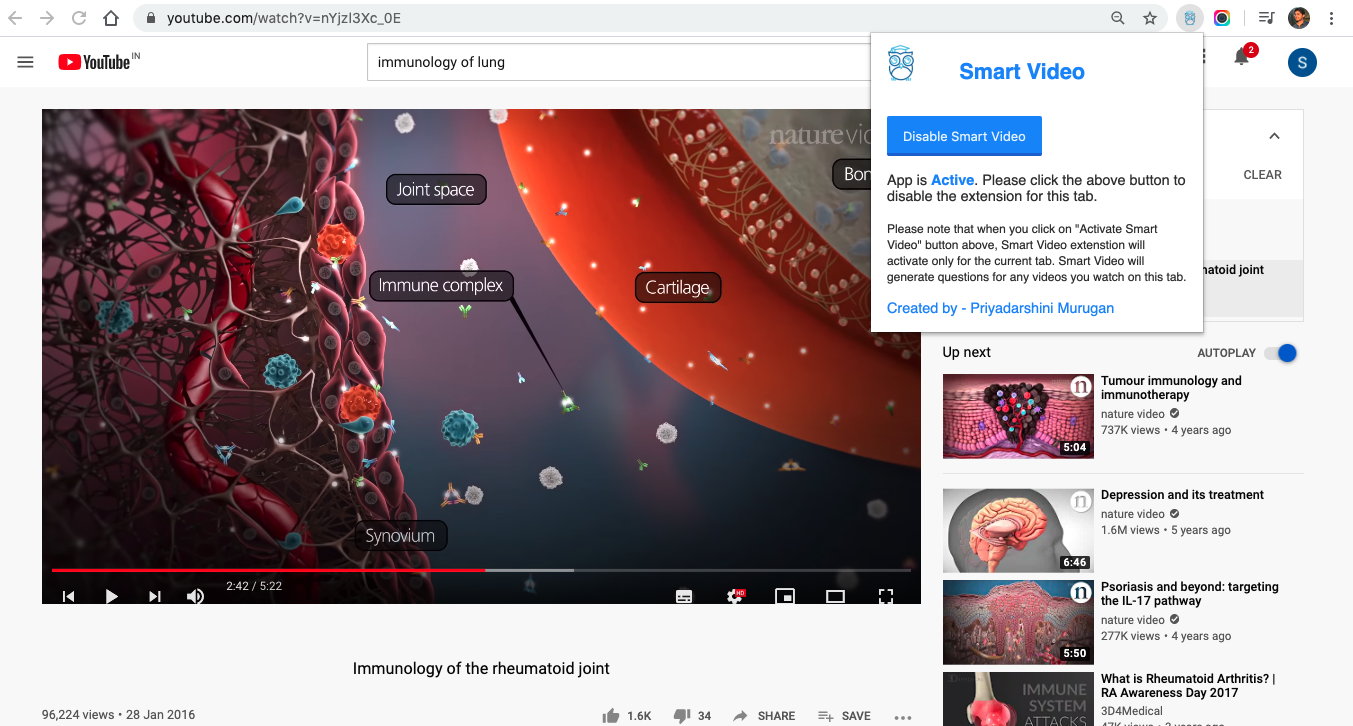 youtube.com/watch?v=nYjzl3Xc_0E
YouTube IN
immunology of lung
2
S
Smart Video
Disable Smart Video
App is Active. Please click the above button to
disable the extension for this tab.
Please note that when you click on "Activate Smart
Video" button above, Smart Video extenstion will
activate only for the current tab. Smart Video will
generate questions for any videos you watch on this tab.
Created by - Priyadarshini Murugan
CLEAR
joint
nature
Joint space
Immune complex
Cartilage
Synovium
2:42 / 5:22
HD
Immunology of the rheumatoid joint
96,224 views • 28 Jan 2016
1.6K
34
SHARE
SAVE
Up next
AUTOPLAY
n
5:04
Tumour immunology and
immunotherapy
nature video
737K views • 4 years ago
n
6:46
Depression and its treatment
nature video
1.6M views • 5 years ago
n
5:50
Psoriasis and beyond: targeting
the IL-17 pathway
nature video
277K views • 4 years ago
IMMUNE
SYSTEM
ATTACKS
What is Rheumatoid Arthritis? |
RA Awareness Day 2017
3D4Medical